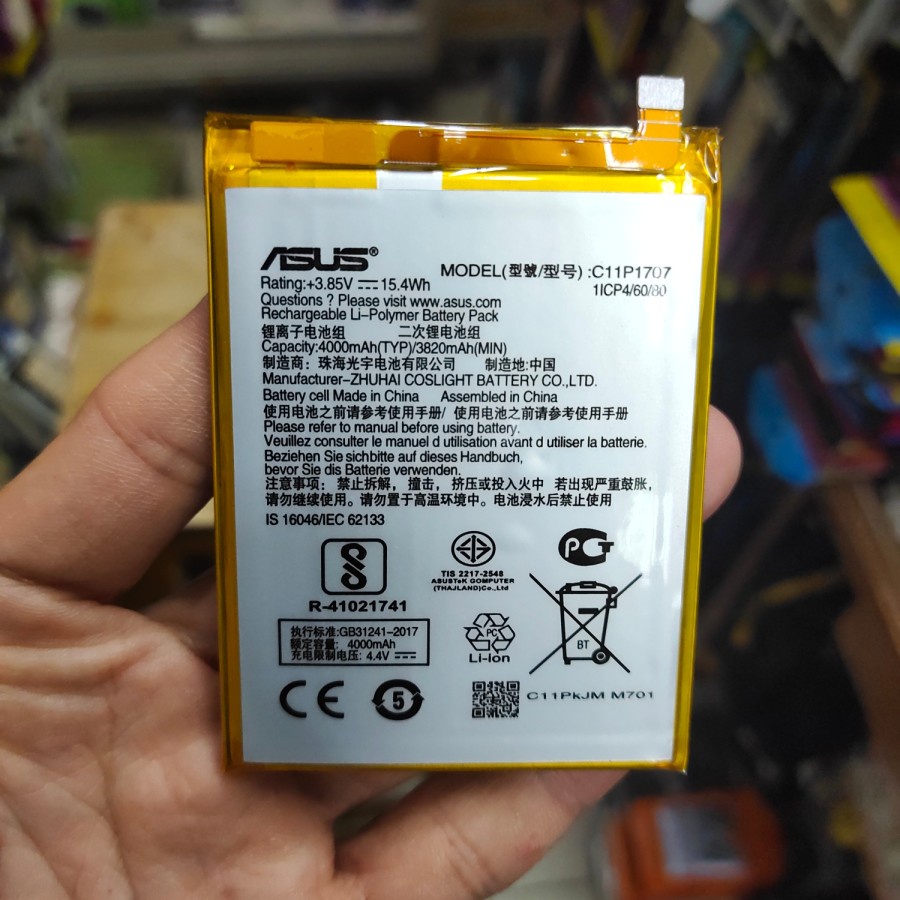 ASUS®
MODEL(型號/型号) :C11P1707
Rating:+3.85V ⎓ 15.4Wh
1ICP4/60/80
Questions ? Please visit www.asus.com
Rechargeable Li-Polymer Battery Pack
锂离子电池组 二次锂电池组
Capacity:4000mAh(TYP)/3820mAh(MIN)
制造商：珠海光宇电池有限公司 制造地:中国
Manufacturer-ZHUHAI COSLIGHT BATTERY CO.,LTD.
Battery cell Made in China Assembled in China
使用电池之前请参考使用手册/ 使用电池之前请参考使用手册
Please refer to manual before using battery.
Veuillez consulter le manuel d utilisation avant d utiliser la batterie.
Beziehen Sie sichbitte auf dieses Handbuch,
bevor Sie dis Batterie verwenden.
注意事项: 禁止拆解，撞击，挤压或投入火中 若出现严重鼓胀，
请勿继续使用。请勿置于高温环境中。电池浸水后禁止使用！
IS 16046/IEC 62133
R-41021741
TIS 2217-2548
ASUSTeK GOMPUTER
(THAILAND)Co.,Ltd
PCT
执行标准:GB31241-2017
额定容量: 4000mAh
充电限制电压: 4.4V ⎓
PC
Li-ion
BT
CE
5
C11PkJM M701